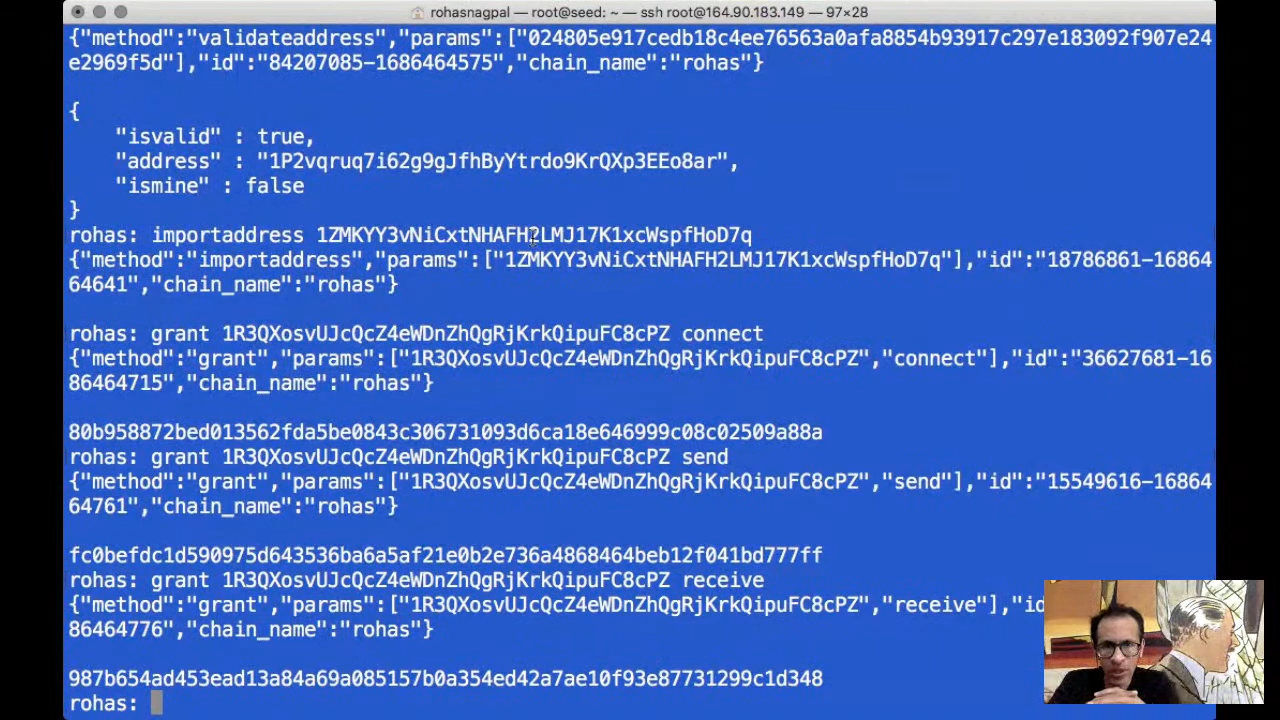 rohasnagpal — root@seed: ~ — ssh root@164.90.183.149 — 97×28
{"method":"validateaddress","params":["024805e917cedb18c4ee76563a0afa8854b93917c297e183092f907e24
e2969f5d"],"id":"84207085-1686464575","chain_name":"rohas"}
{
"isvalid" : true,
"address" : "1P2vqruq7i62g9gJfhByYtrdo9KrQXp3EEo8ar",
"ismine" : false
}
rohas: importaddress 1ZMKYY3vNiCxtNHAFH2LMJ17K1xcWspfHoD7q
{"method":"importaddress","params":["1ZMKYY3vNiCxtNHAFH2LMJ17K1xcWspfHoD7q"],"id":"18786861-16864
64641","chain_name":"rohas"}
rohas: grant 1R3QXosvUJcQcZ4eWDnZhQgRjKrkQipuFC8cPZ connect
{"method":"grant","params":["1R3QXosvUJcQcZ4eWDnZhQgRjKrkQipuFC8cPZ","connect"],"id":"36627681-16
86464715","chain_name":"rohas"}
80b958872bed013562fda5be0843c306731093d6ca18e646999c08c02509a88a
rohas: grant 1R3QXosvUJcQcZ4eWDnZhQgRjKrkQipuFC8cPZ send
{"method":"grant","params":["1R3QXosvUJcQcZ4eWDnZhQgRjKrkQipuFC8cPZ","send"],"id":"15549616-16864
64761","chain_name":"rohas"}
fc0befdc1d590975d643536ba6a5af21e0b2e736a4868464beb12f041bd777ff
rohas: grant 1R3QXosvUJcQcZ4eWDnZhQgRjKrkQipuFC8cPZ receive
{"method":"grant","params":["1R3QXosvUJcQcZ4eWDnZhQgRjKrkQipuFC8cPZ","receive"],"id
86464776","chain_name":"rohas"}
987b654ad453ead13a84a69a085157b0a354ed42a7ae10f93e87731299c1d348
rohas: